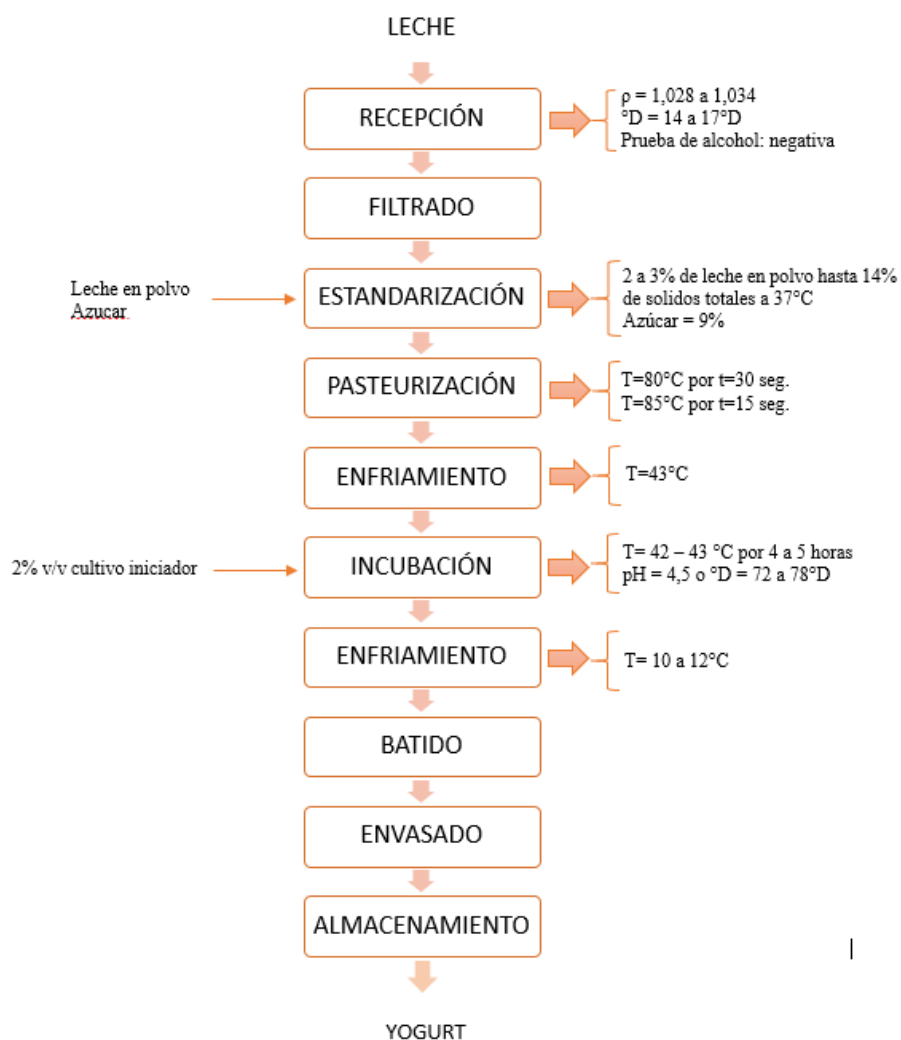 LECHE
RECEPCIÓN
ρ = 1,028 a 1,034
°D = 14 a 17°D
Prueba de alcohol: negativa
FILTRADO
Leche en polvo
Azucar
ESTANDARIZACIÓN
2 a 3% de leche en polvo hasta 14%
de solidos totales a 37°C
Azúcar = 9%
PASTEURIZACIÓN
T=80°C por t=30 seg.
T=85°C por t=15 seg.
ENFRIAMIENTO
T=43°C
2% v/v cultivo iniciador
INCUBACIÓN
T= 42 – 43 °C por 4 a 5 horas
pH = 4,5 o °D = 72 a 78°D
ENFRIAMIENTO
T= 10 a 12°C
BATIDO
ENVASADO
ALMACENAMIENTO
YOGURT